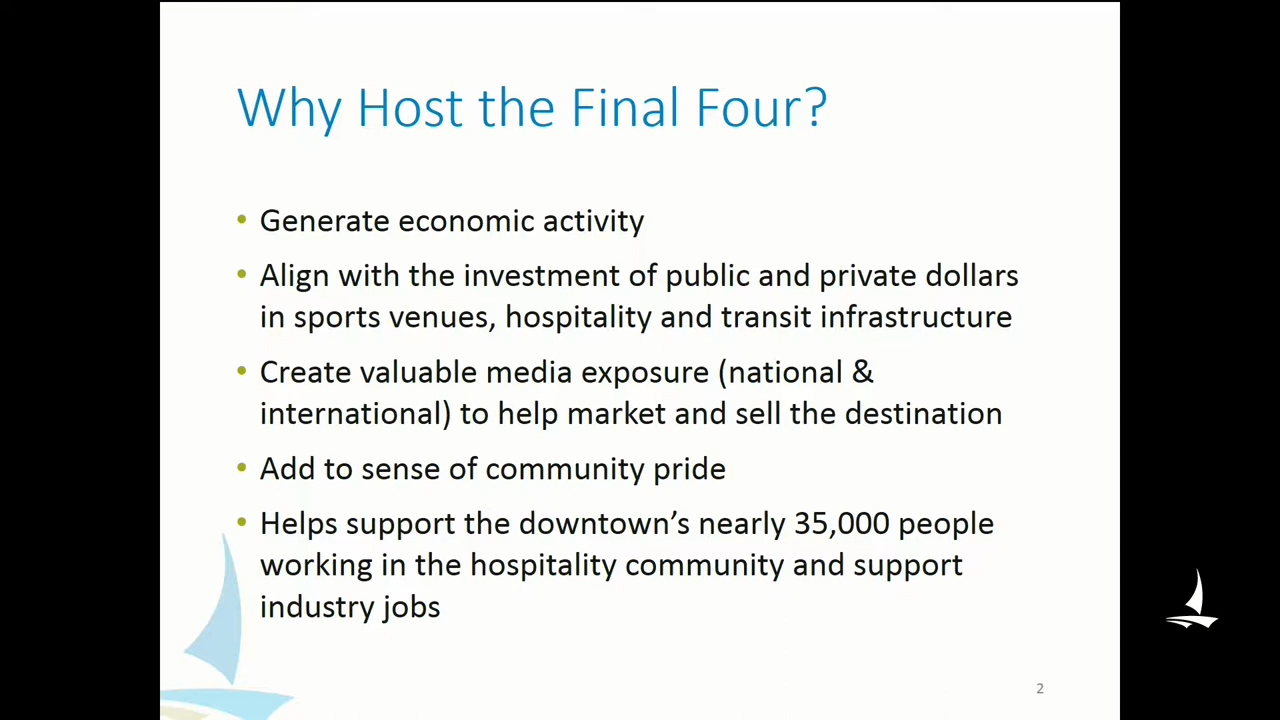 Why Host the Final Four?
• Generate economic activity
• Align with the investment of public and private dollars
in sports venues, hospitality and transit infrastructure
• Create valuable media exposure (national &
international) to help market and sell the destination
• Add to sense of community pride
• Helps support the downtown’s nearly 35,000 people
working in the hospitality community and support
industry jobs
2